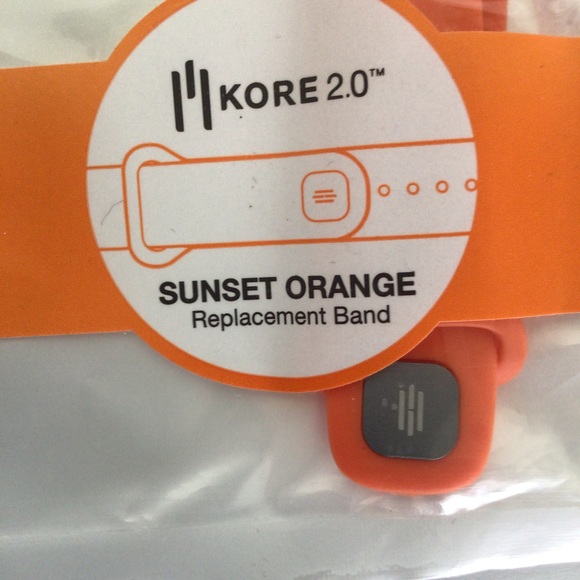 KORE 2.0™
SUNSET ORANGE
Replacement Band